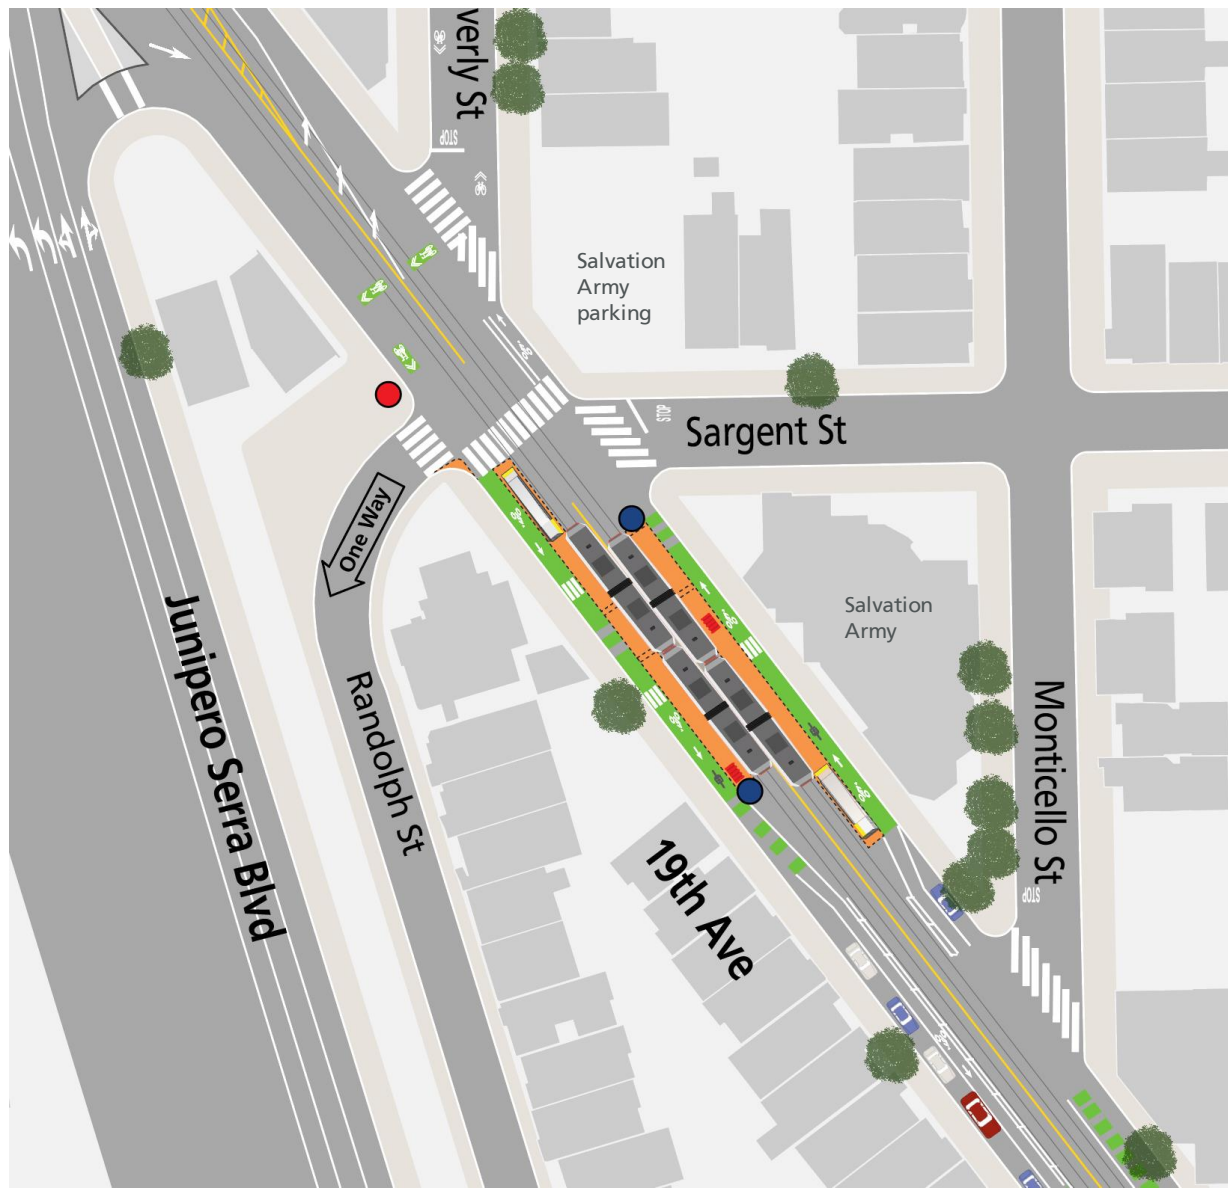 verly St
STOP
Salvation
Army
parking
STOP
Sargent St
One Way
Salvation
Army
Junipero Serra Blvd
Randolph St
19th Ave
Monticello St
STOP